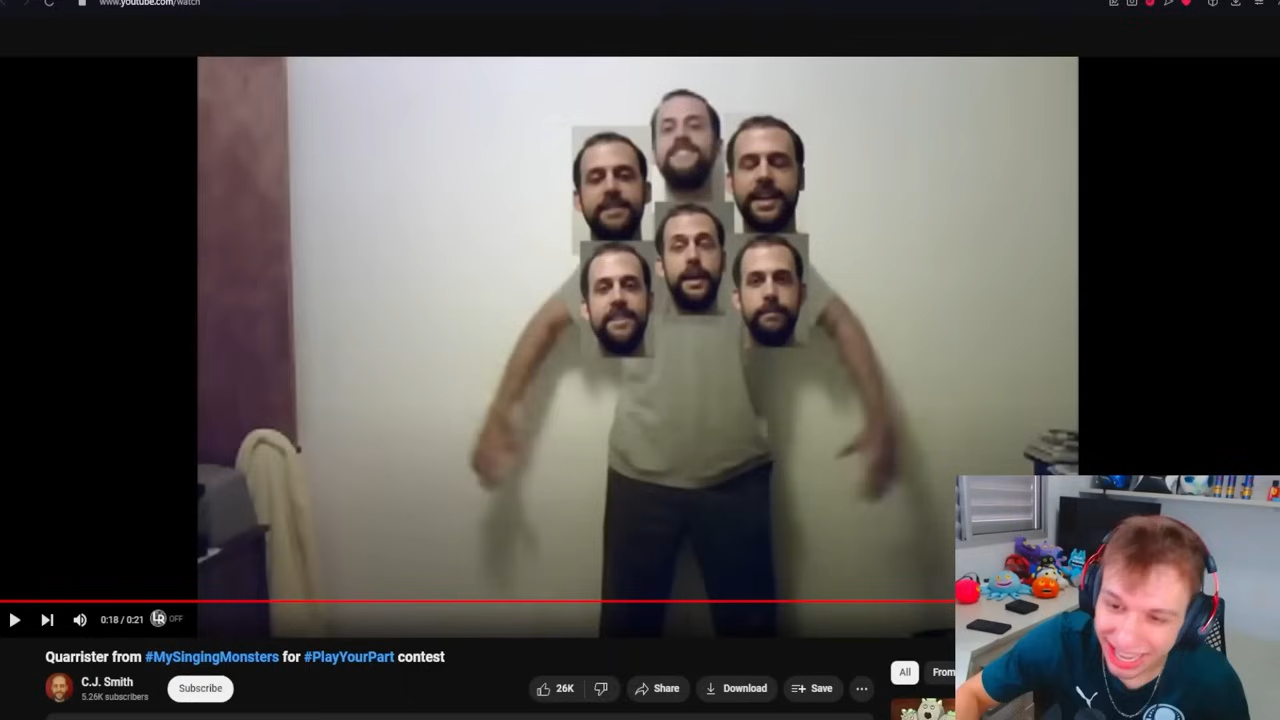 www.youtube.com/watch
0:18 / 0:21
LR OFF
Quarrister from #MySingingMonsters for #PlayYourPart contest
C.J. Smith
5.26K subscribers
Subscribe
26K
Share
Download
Save
All
From